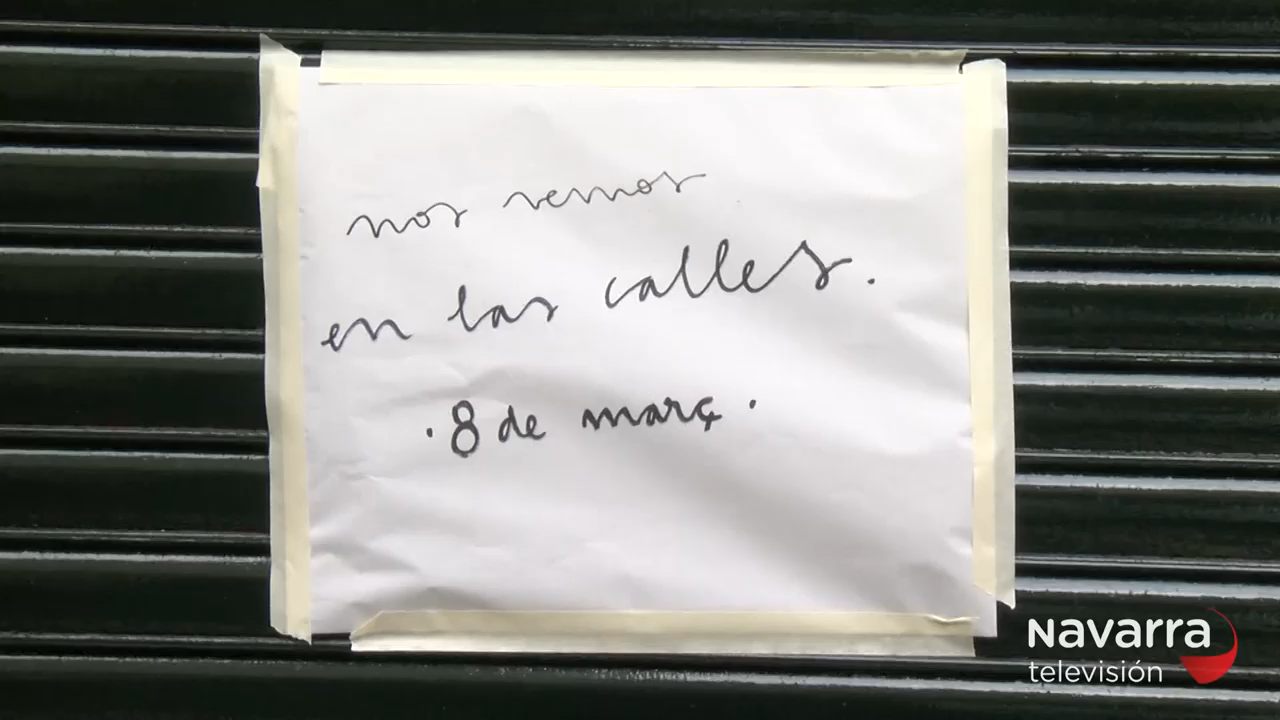 nos vemos
en las calles.
· 8 de març ·
Navarra
televisión